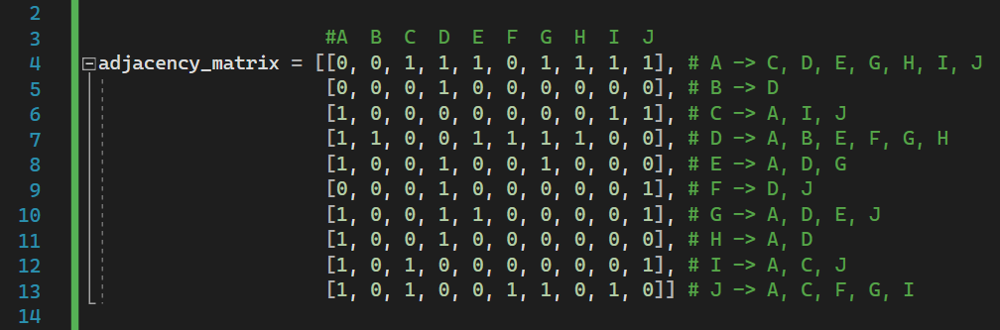 2
3 #A B C D E F G H I J
4 adjacency_matrix = [[0, 0, 1, 1, 1, 0, 1, 1, 1, 1], # A -> C, D, E, G, H, I, J
5 [0, 0, 0, 1, 0, 0, 0, 0, 0, 0], # B -> D
6 [1, 0, 0, 0, 0, 0, 0, 0, 1, 1], # C -> A, I, J
7 [1, 1, 0, 0, 1, 1, 1, 1, 0, 0], # D -> A, B, E, F, G, H
8 [1, 0, 0, 1, 0, 0, 1, 0, 0, 0], # E -> A, D, G
9 [0, 0, 0, 1, 0, 0, 0, 0, 0, 1], # F -> D, J
10 [1, 0, 0, 1, 1, 0, 0, 0, 0, 1], # G -> A, D, E, J
11 [1, 0, 0, 1, 0, 0, 0, 0, 0, 0], # H -> A, D
12 [1, 0, 1, 0, 0, 0, 0, 0, 0, 1], # I -> A, C, J
13 [1, 0, 1, 0, 0, 1, 1, 0, 1, 0]] # J -> A, C, F, G, I
14